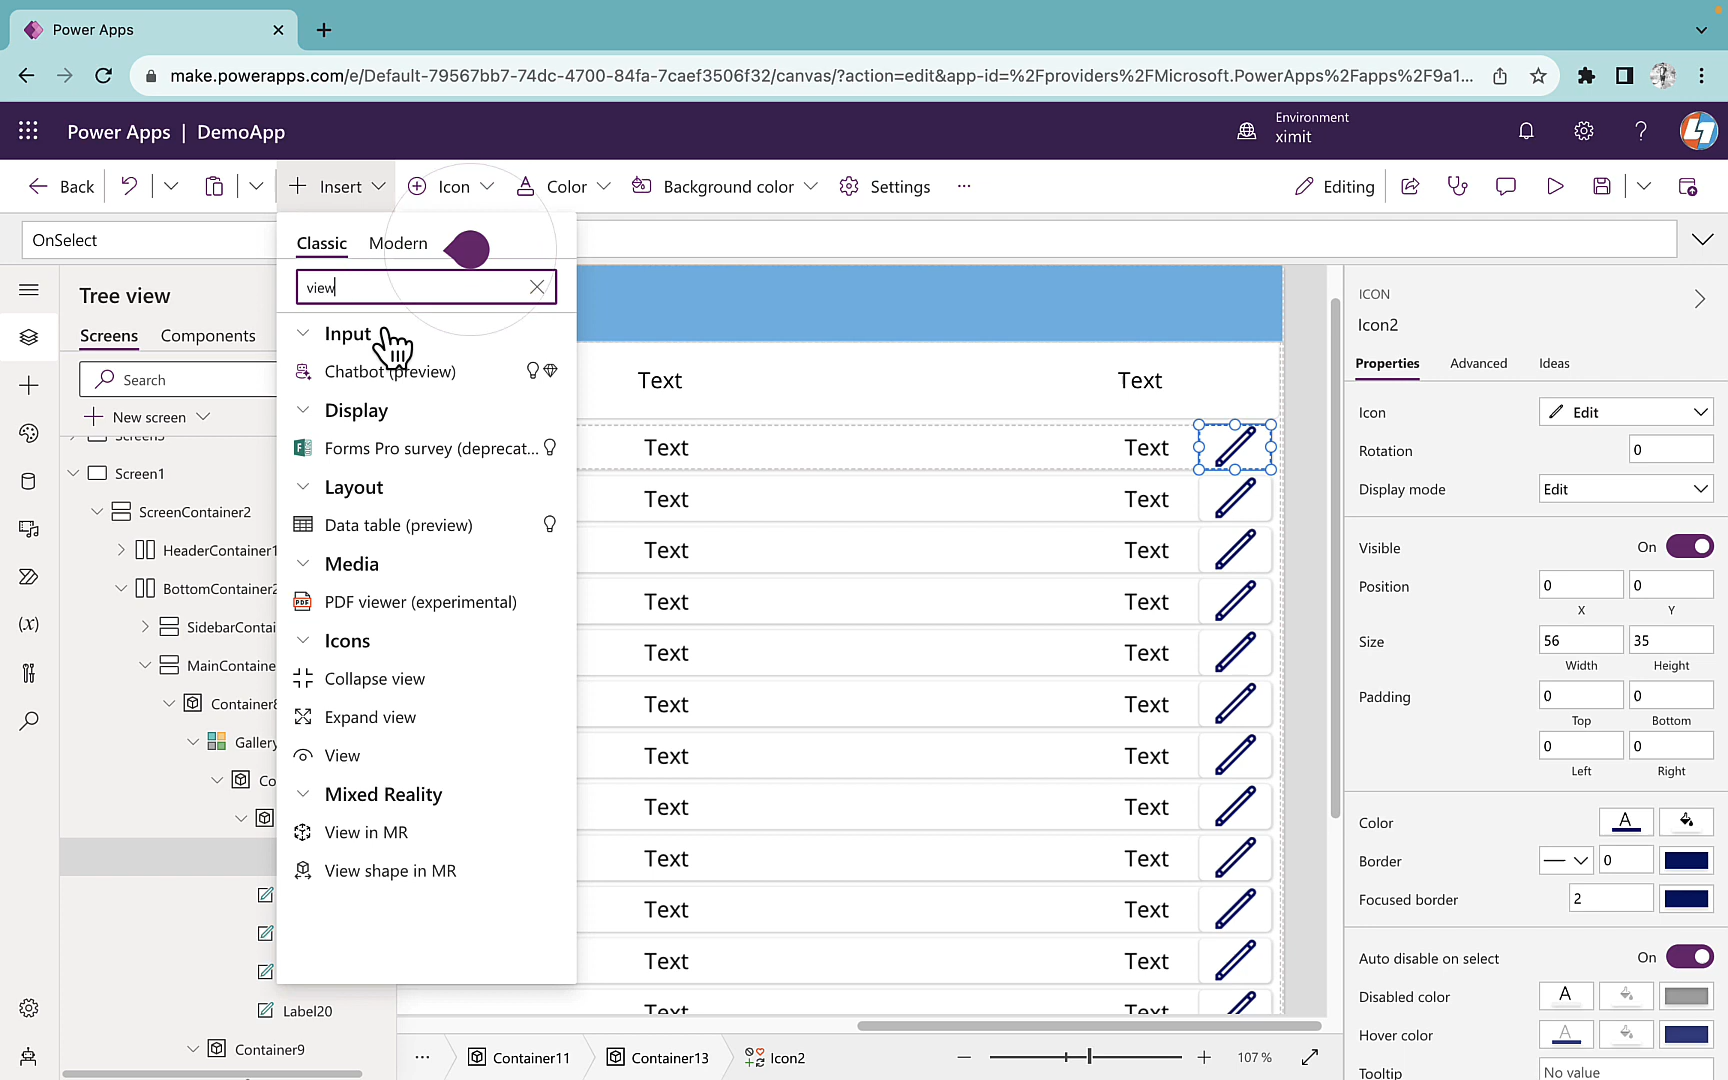 Power Apps
make.powerapps.com/e/Default-79567bb7-74dc-4700-84fa-7caef3506f32/canvas/?action=edit&app-id=%2Fproviders%2FMicrosoft.PowerApps%2Fapps%2F9a1...
Power Apps | DemoApp
Environment
ximit
Back
Insert
Icon
Color
Background color
Settings
...
Editing
OnSelect
Classic Modern
view
Input
Chatbot (preview)
Display
Forms Pro survey (deprecat...
Layout
Data table (preview)
Media
PDF viewer (experimental)
Icons
Collapse view
Expand view
View
Mixed Reality
View in MR
View shape in MR
Tree view
Screens Components
Search
New screen
Screen1
ScreenContainer2
HeaderContainer1
BottomContainer2
SidebarContai
MainContaine
Container8
Gallery
Co
Label20
Container9
Text Text
Text Text
Text Text
Text Text
Text Text
Text Text
Text Text
Text Text
Text Text
Text Text
Text Text
Text Text
Text Text
Text Text
... Container11 Container13 Icon2
107 %
ICON
Icon2
Properties Advanced Ideas
Icon Edit
Rotation 0
Display mode Edit
Visible On
Position 0 0
X Y
Size 56 35
Width Height
Padding 0 0
Top Bottom
0 0
Left Right
Color A
Border 0
Focused border 2
Auto disable on select On
Disabled color A
Hover color A
Tooltip No value